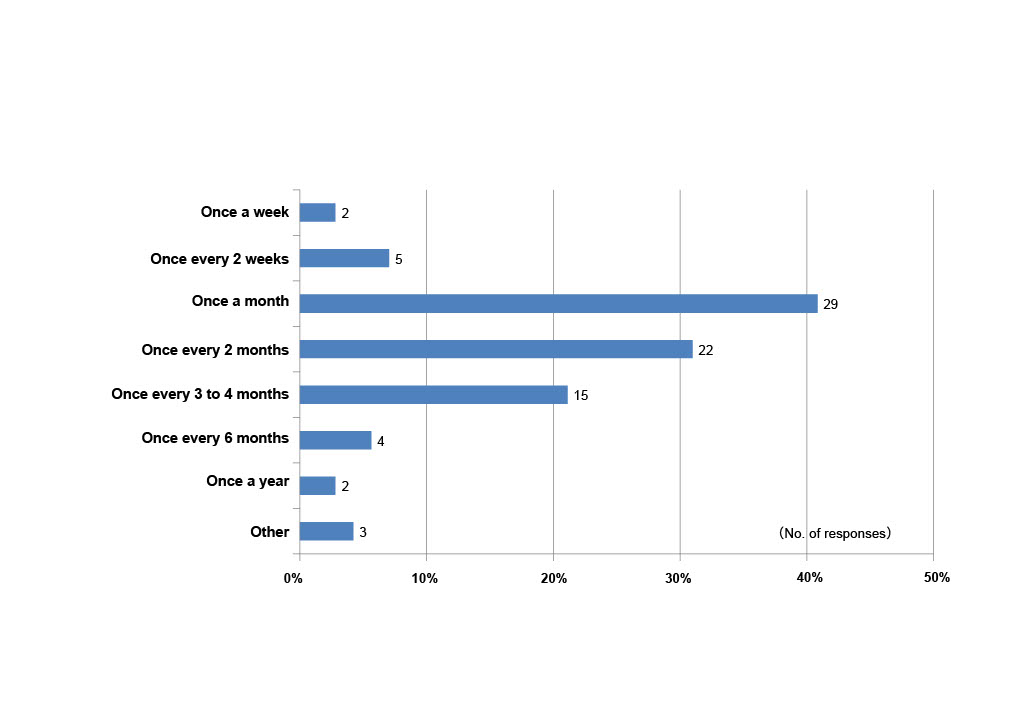 Once a week 2
Once every 2 weeks 5
Once a month 29
Once every 2 months 22
Once every 3 to 4 months 15
Once every 6 months 4
Once a year 2
Other 3
(No. of responses)
0% 10% 20% 30% 40% 50%